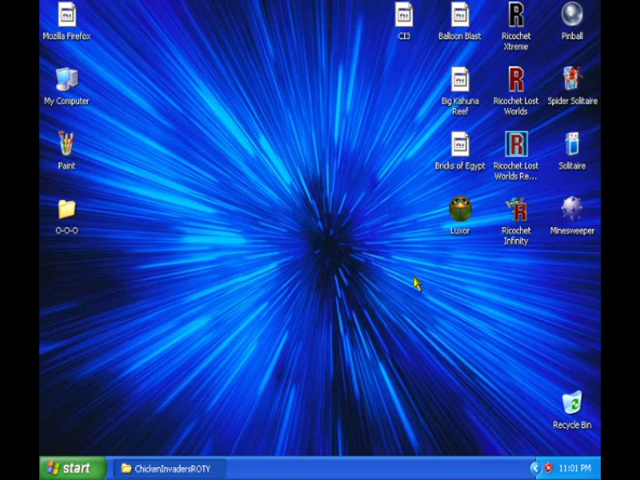 Mozilla Firefox
CI3
Balloon Blast
Ricochet
Xtreme
Pinball
My Computer
Big Kahuna
Reef
Ricochet Lost
Worlds
Spider Solitaire
Paint
Bricks of Egypt
Ricochet Lost
Worlds Re...
Solitaire
0-0-0
Luxor
Ricochet
Infinity
Minesweeper
Recycle Bin
start
ChickenInvadersROTY
11:01 PM